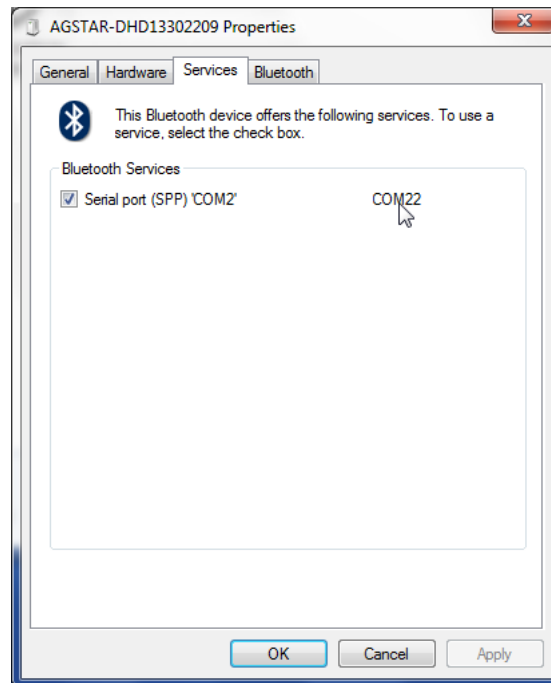 AGSTAR-DHD13302209 Properties
General Hardware Services Bluetooth
This Bluetooth device offers the following services. To use a
service, select the check box.
Bluetooth Services
Serial port (SPP) 'COM2' COM22
OK Cancel Apply